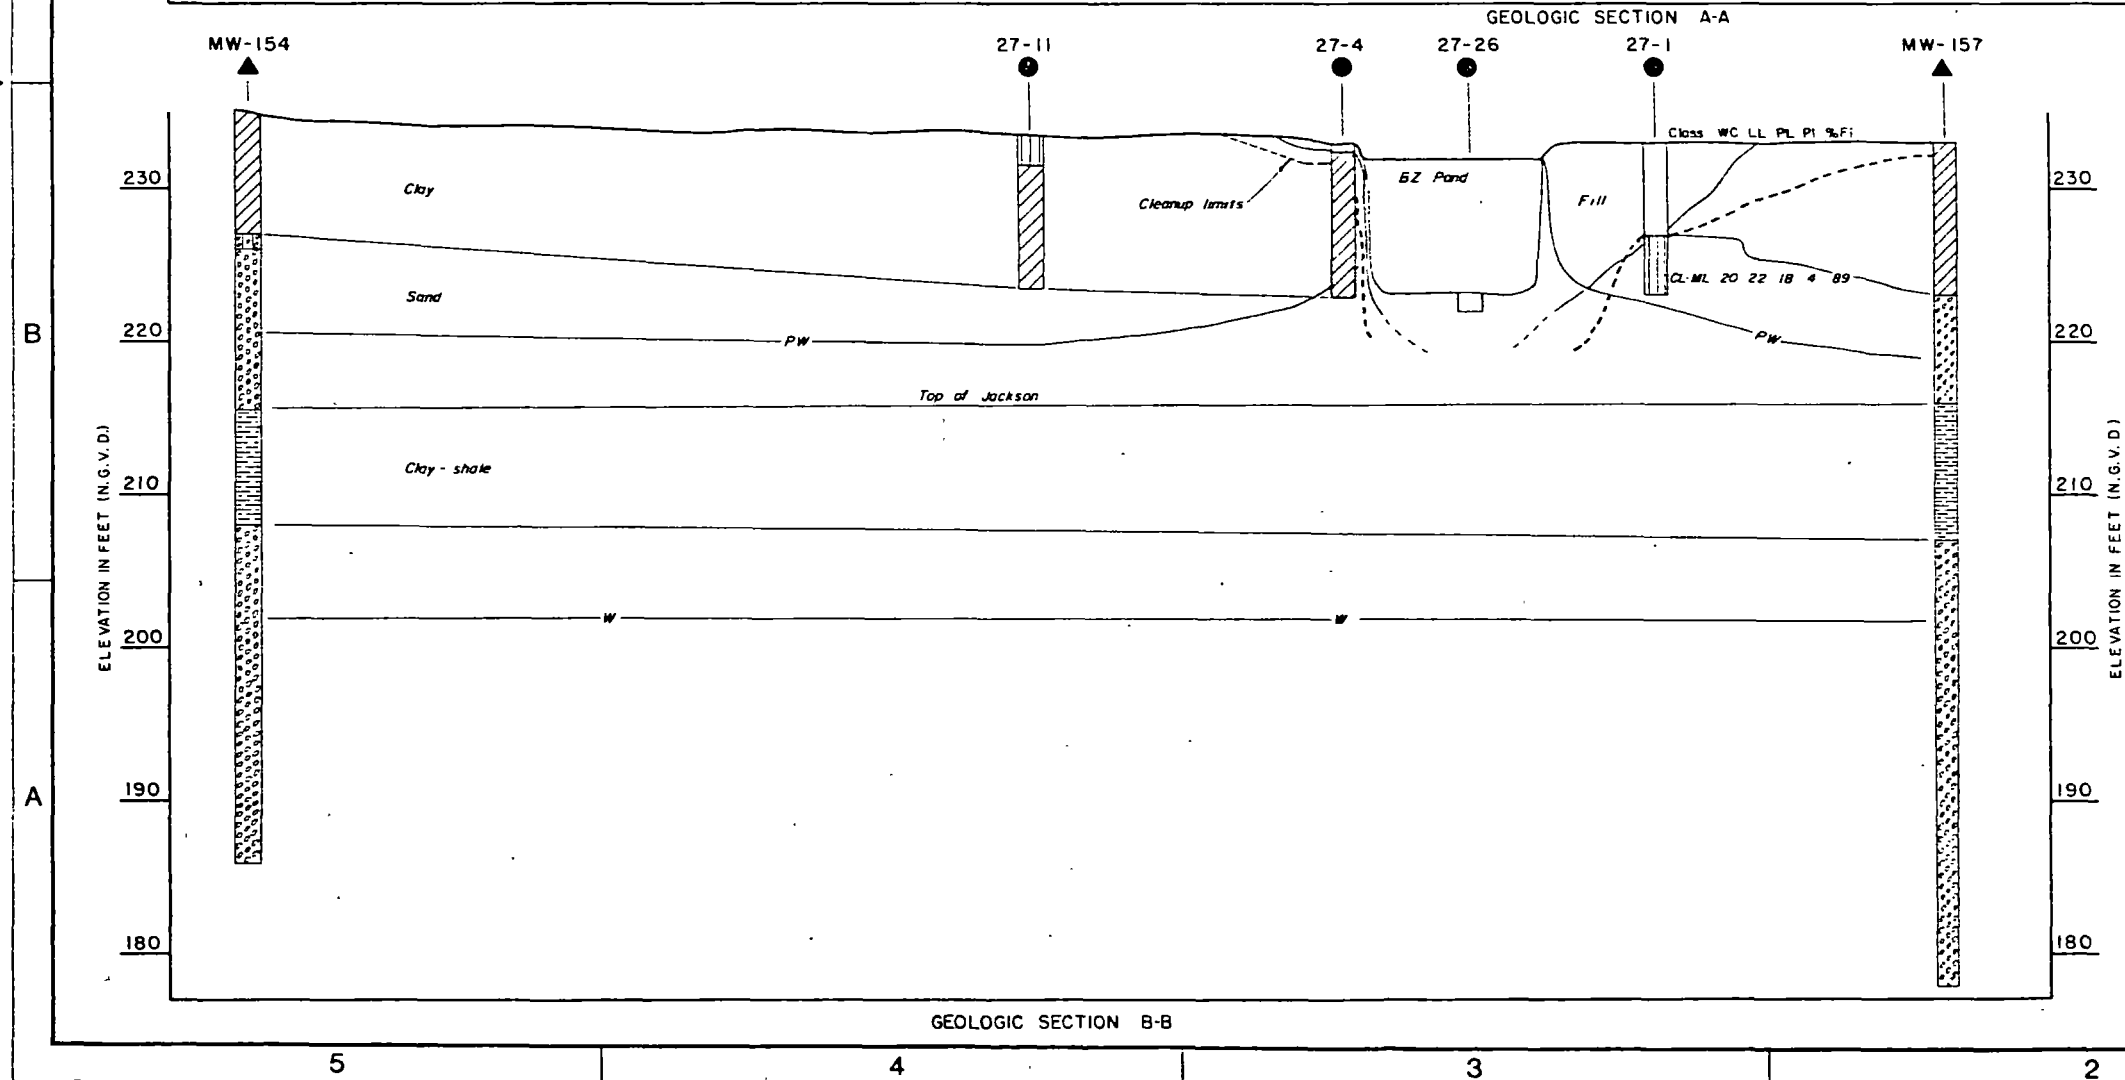 GEOLOGIC SECTION A-A
MW-154 27-11 27-4 27-26 27-1 MW-157
Class WC LL PL PI %Fi
230 Clay Cleanup limits BZ Pond Fill 230
CL-ML 20 22 18 4 89
Sand
B 220 PW PW 220
Top of Jackson
Clay - shale
210 210
ELEVATION IN FEET (N.G.V.D.) ELEVATION IN FEET (N.G.V.D.)
W W
200 200
A 190 190
180 180
GEOLOGIC SECTION B-B
5 4 3 2